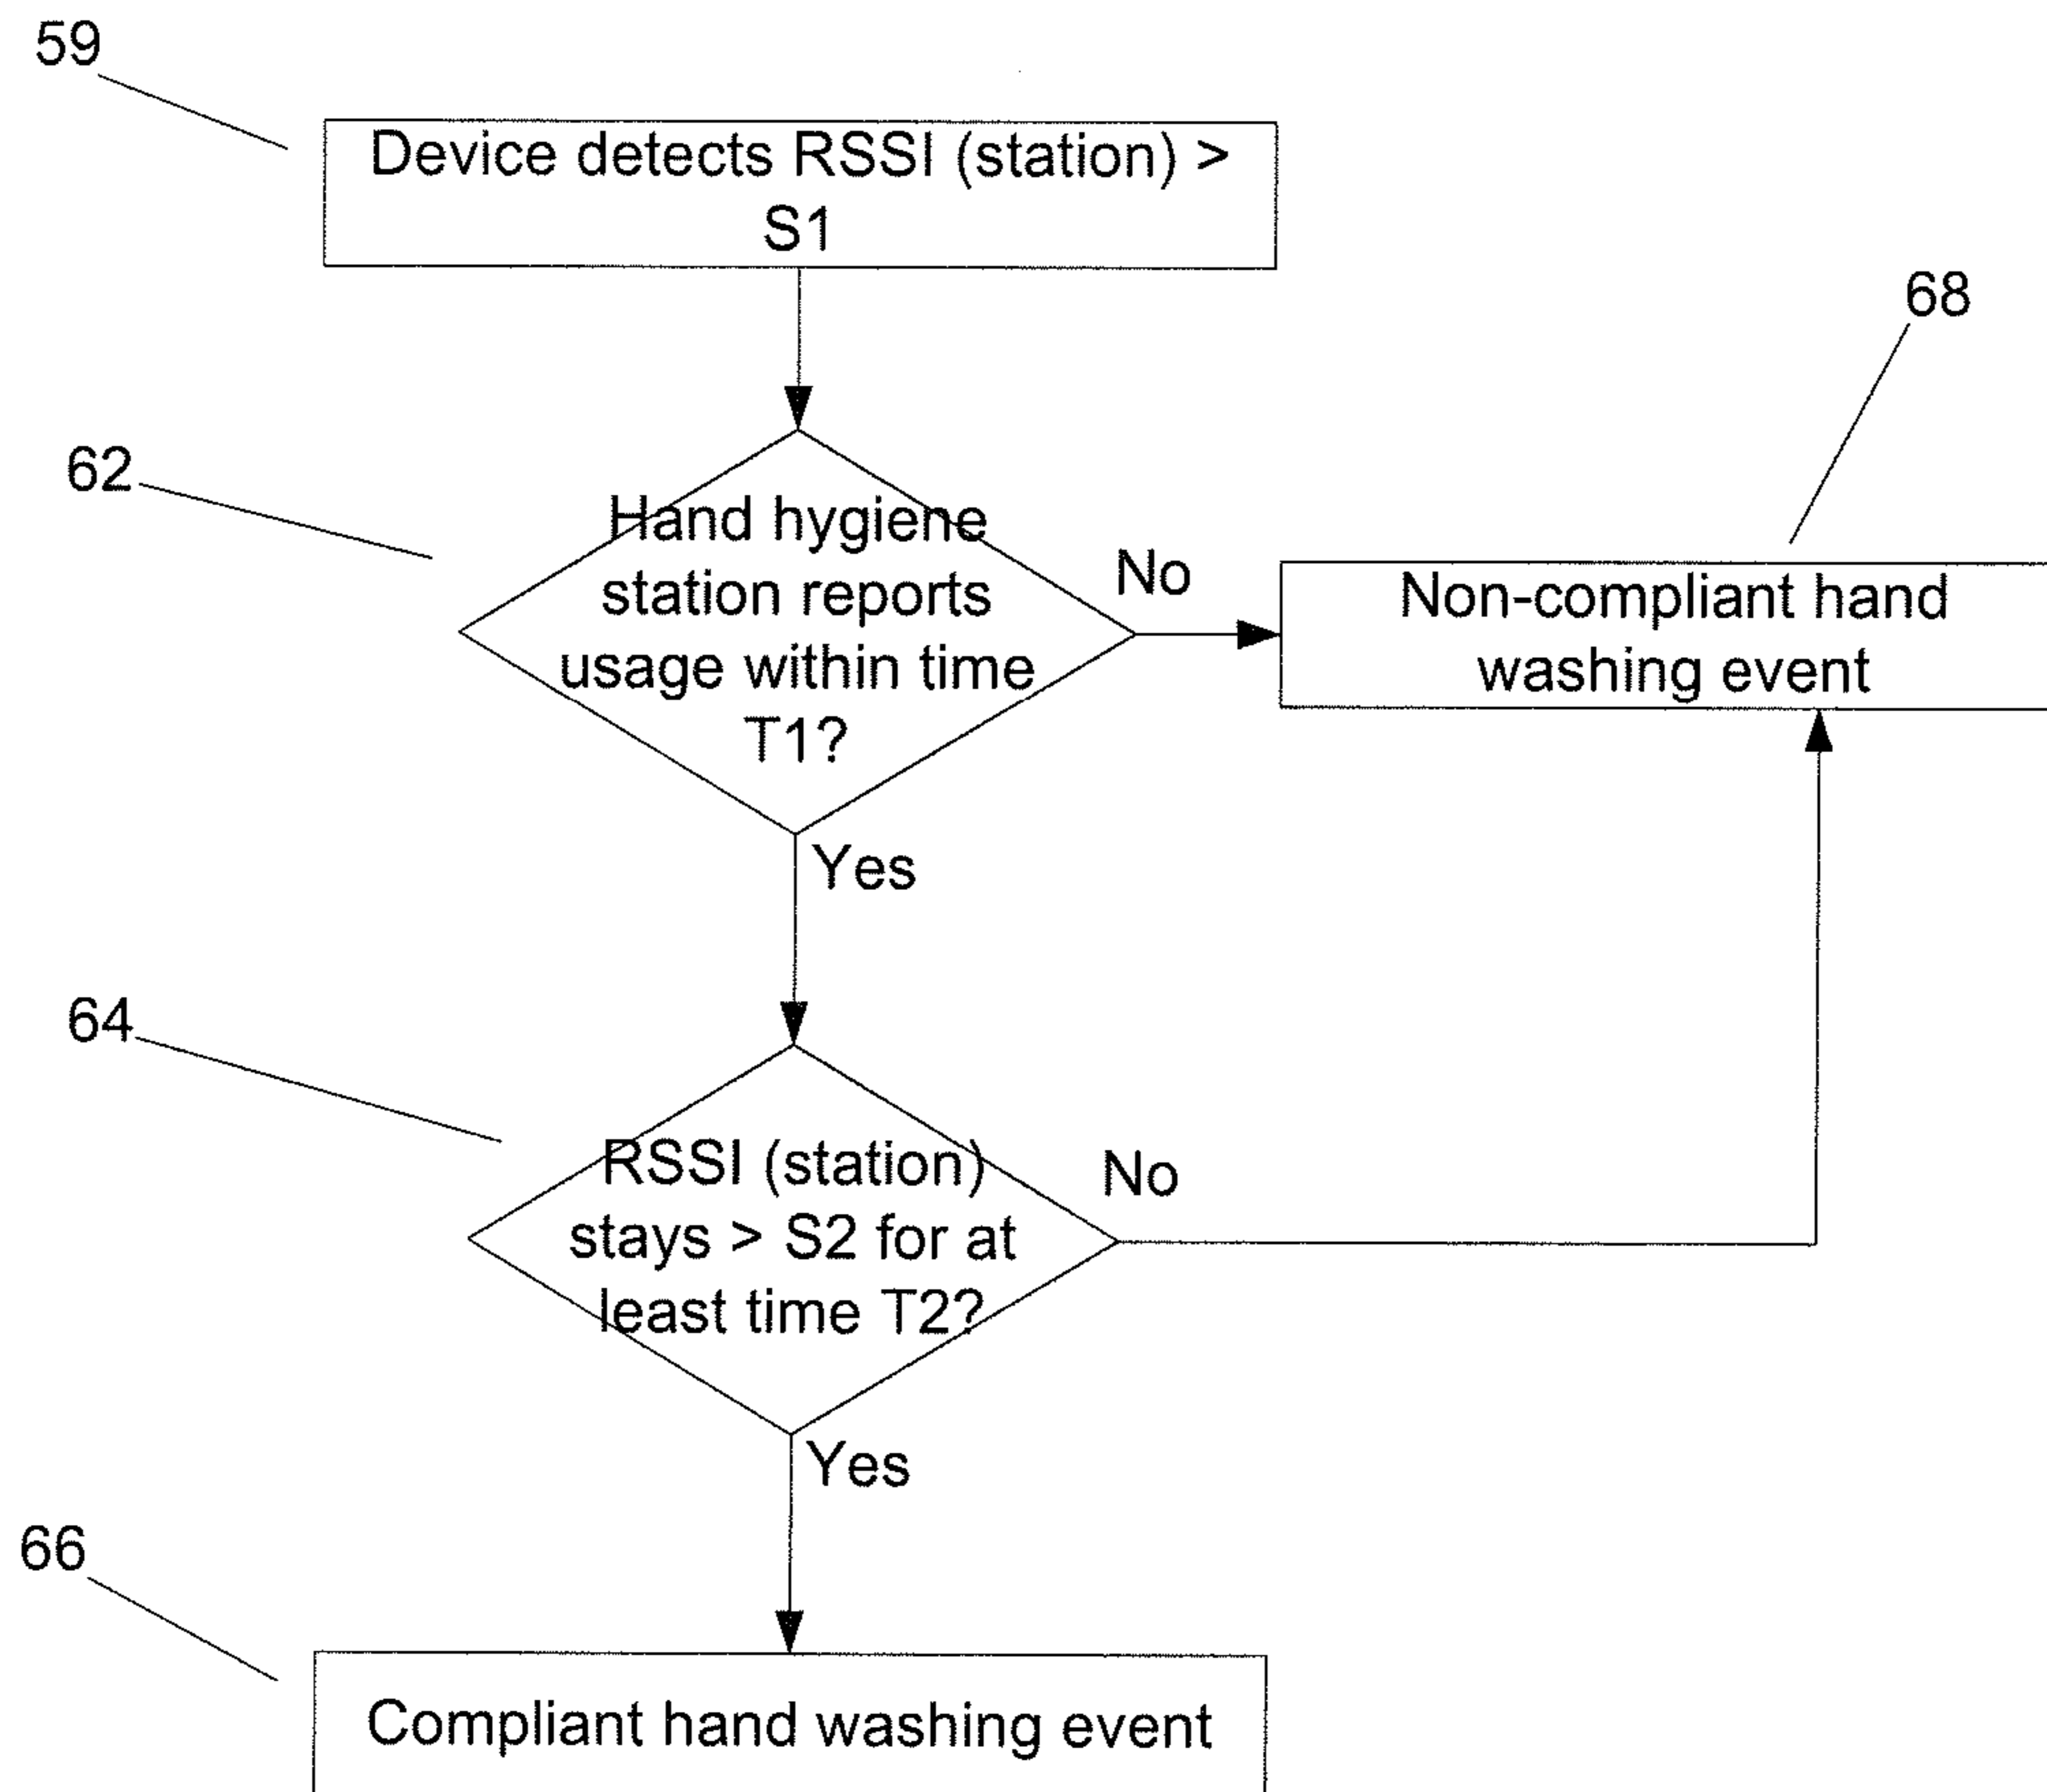 59
Device detects RSSI (station) >
S1
68
62
Hand hygiene
station reports
usage within time
T1?
No
Non-compliant hand
washing event
Yes
64
RSSI (station)
stays > S2 for at
least time T2?
No
Yes
66
Compliant hand washing event